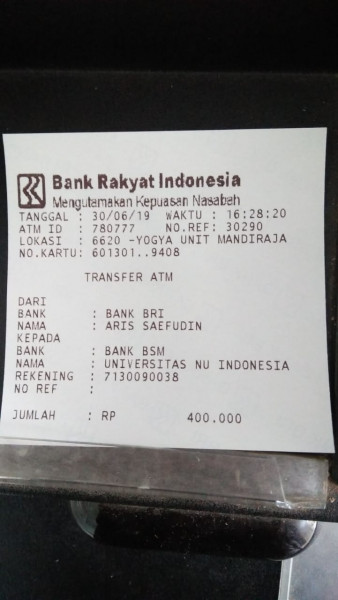 Bank Rakyat Indonesia
Mengutamakan Kepuasan Nasabah
TANGGAL : 30/06/19 WAKTU : 16:28:20
ATM ID : 780777 NO.REF: 30290
LOKASI : 6620 -YOGYA UNIT MANDIRAJA
NO.KARTU: 601301..9408
TRANSFER ATM
DARI
BANK : BANK BRI
NAMA : ARIS SAEFUDIN
KEPADA
BANK : BANK BSM
NAMA : UNIVERSITAS NU INDONESIA
REKENING : 7130090038
NO REF :
JUMLAH : RP 400.000